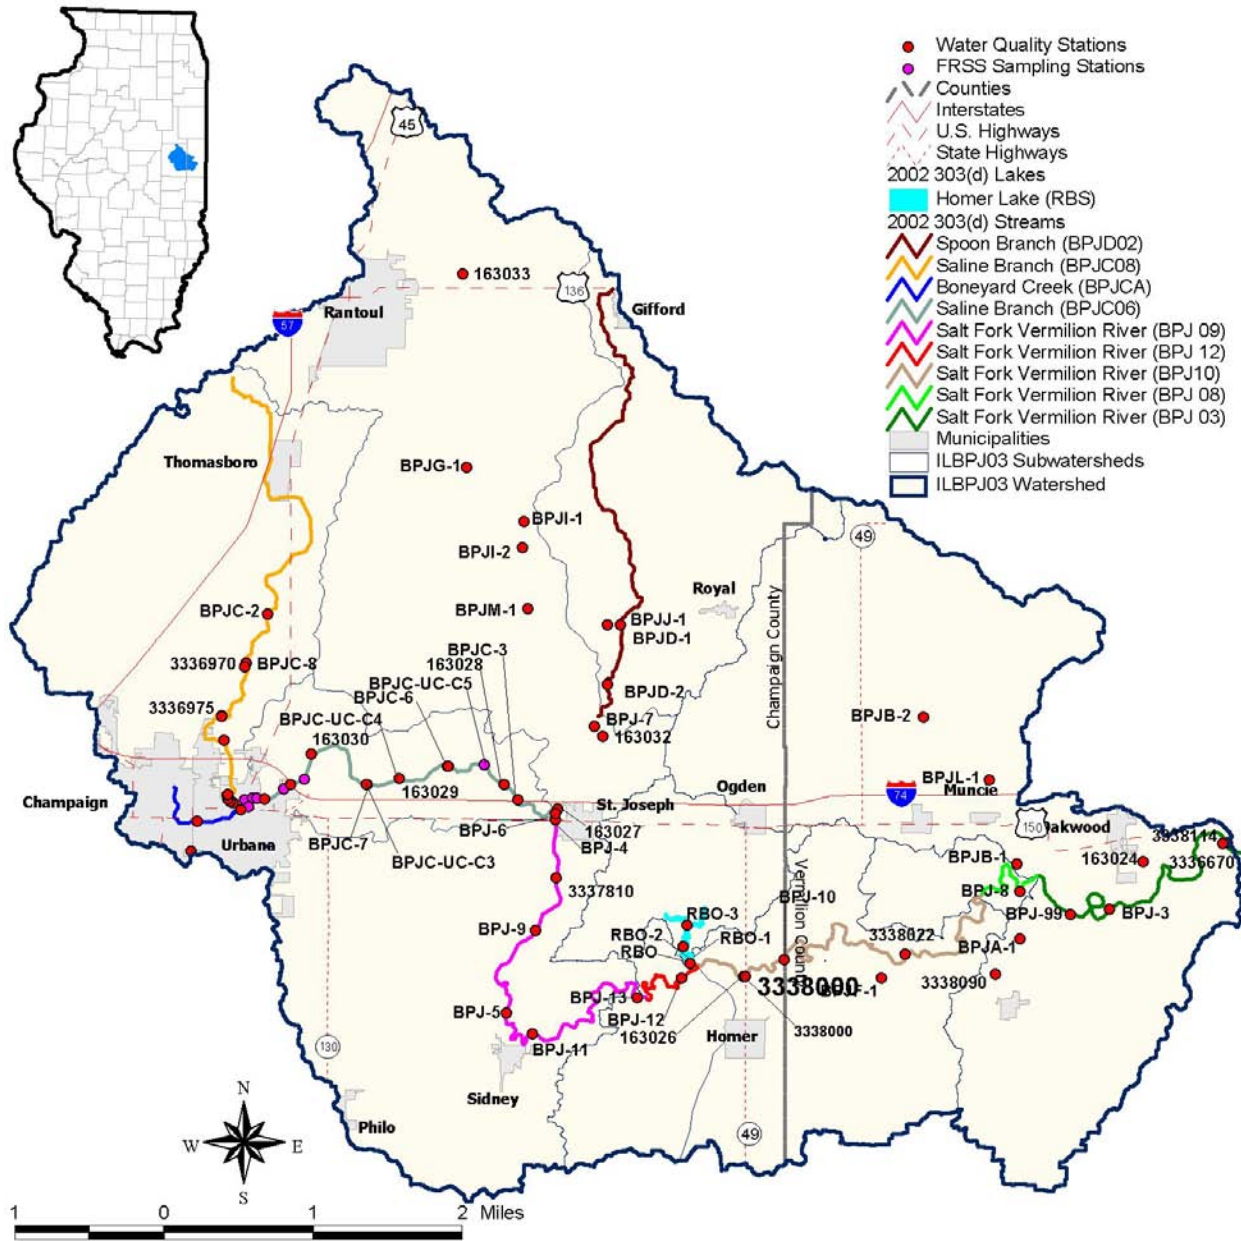 Water Quality Stations
FRSS Sampling Stations
Counties
Interstates
U.S. Highways
State Highways
2002 303(d) Lakes
Homer Lake (RBS)
2002 303(d) Streams
Spoon Branch (BPJD02)
Saline Branch (BPJC08)
Boneyard Creek (BPJCA)
Saline Branch (BPJC06)
Salt Fork Vermilion River (BPJ 09)
Salt Fork Vermilion River (BPJ 12)
Salt Fork Vermilion River (BPJ10)
Salt Fork Vermilion River (BPJ 08)
Salt Fork Vermilion River (BPJ 03)
Municipalities
ILBPJ03 Subwatersheds
ILBPJ03 Watershed
45
163033
136
Gifford
Rantoul
57
Thomasboro
BPJG-1
BPJI-1
BPJI-2
49
Royal
BPJM-1
BPJC-2
BPJJ-1
BPJD-1
BPJC-3
163028
3336970
BPJC-8
BPJC-UC-C5
BPJC-6
BPJD-2
3336975
BPJC-UC-C4
163030
BPJ-7
163032
Champaign County
BPJB-2
163029
BPJL-1
Muncie
74
Ogden
Champaign
St. Joseph
163027
150
Oakwood
BPJ-6
BPJ-4
Urbana
BPJC-7
BPJC-UC-C3
3338114
3336670
163024
BPJB-1
Vermilion County
3337810
BPJ-10
BPJ-8
BPJ-99
BPJ-3
RBO-3
BPJ-9
RBO-2
RBO-1
RBO
3338022
BPJA-1
3338090
3338000
BPJF-1
BPJ-13
BPJ-5
BPJ-12
163026
3338000
Homer
BPJ-11
130
Sidney
Philo
49
N
W
E
S
1 0 1 2 Miles